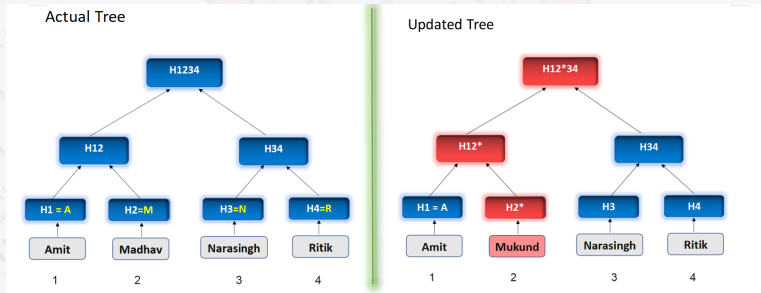 Actual Tree
H1234
H12
H34
H1 = A
H2=M
H3=N
H4=R
Amit
Madhav
Narasingh
Ritik
1
2
3
4
Updated Tree
H12*34
H12*
H34
H1 = A
H2*
H3
H4
Amit
Mukund
Narasingh
Ritik
1
2
3
4